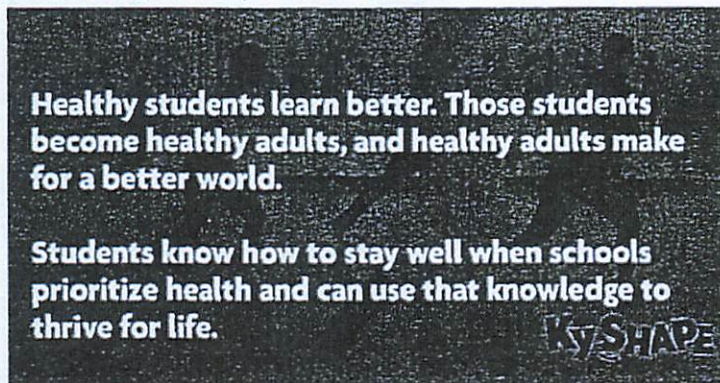 Healthy students learn better. Those students
become healthy adults, and healthy adults make
for a better world.
Students know how to stay well when schools
prioritize health and can use that knowledge to
thrive for life.
KySHAPE